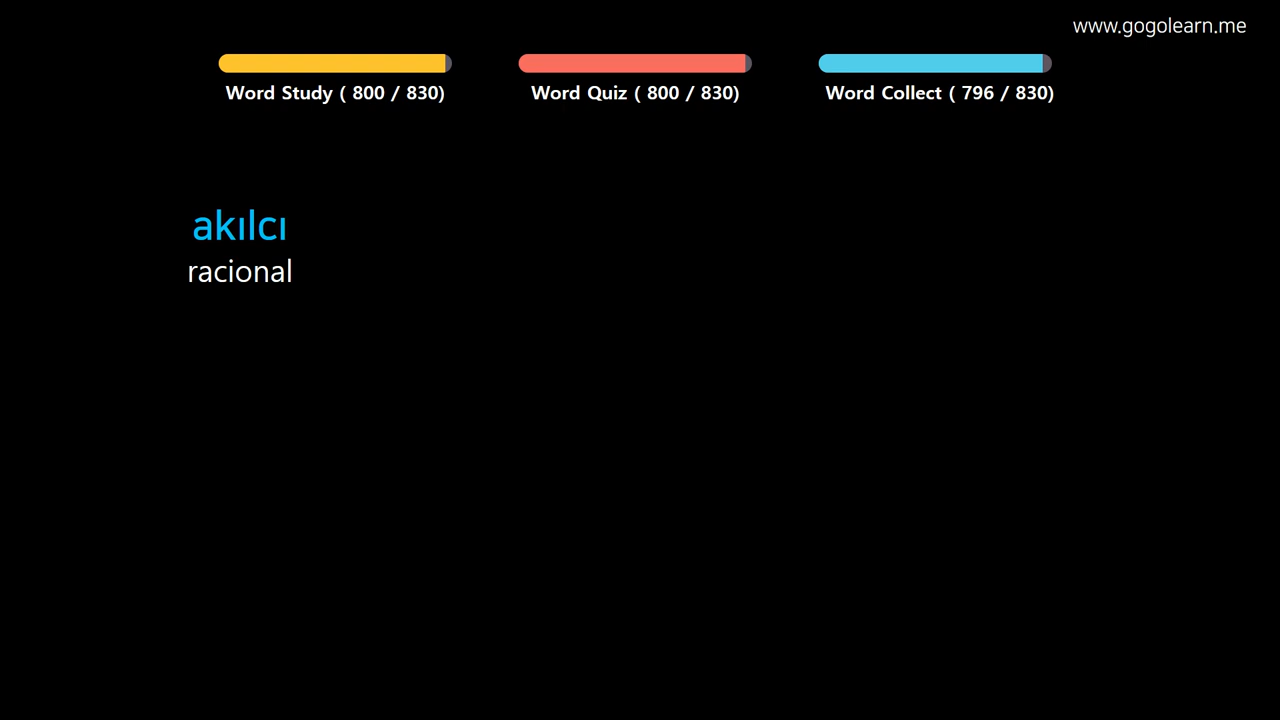 www.gogolearn.me
Word Study ( 800 / 830)
Word Quiz ( 800 / 830)
Word Collect ( 796 / 830)
akılcı
racional